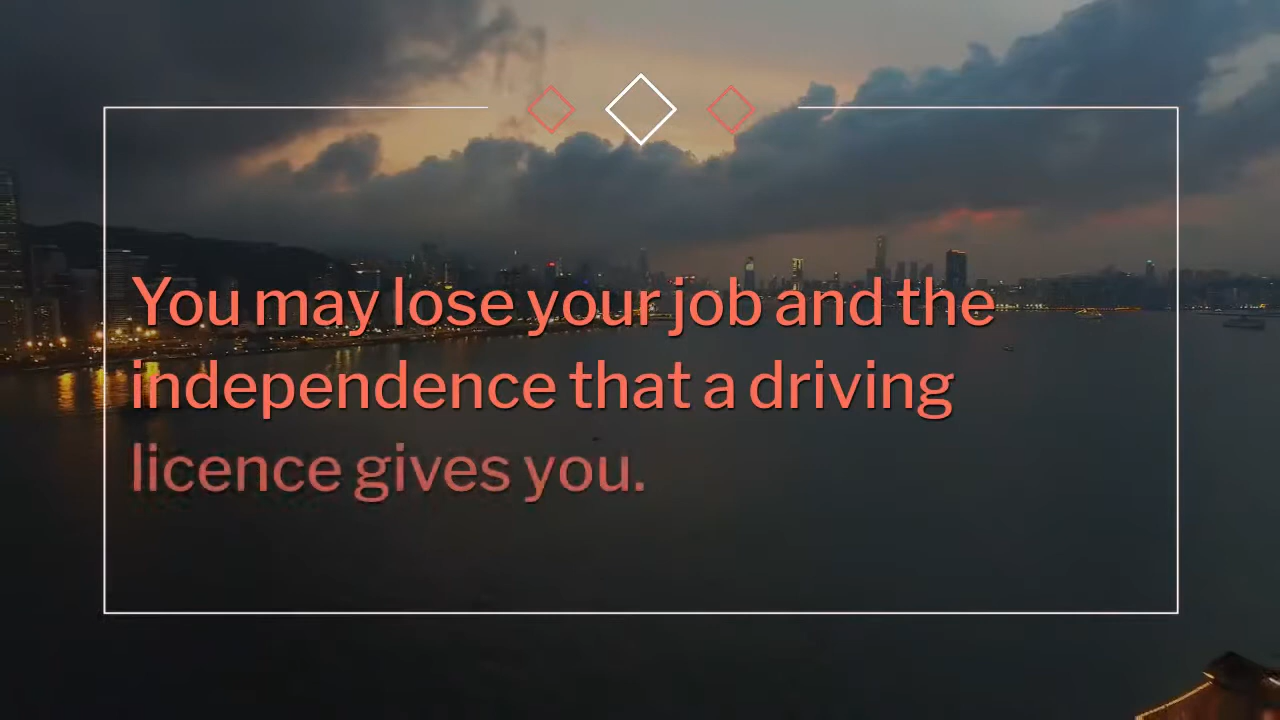 You may lose your job and the
independence that a driving
licence gives you.